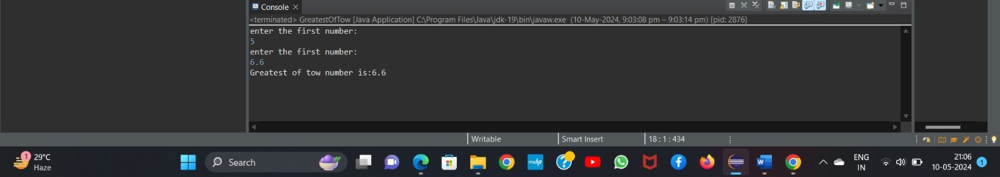 Console
<terminated> GreatestOfTow [Java Application] C:\Program Files\Java\jdk-19\bin\javaw.exe (10-May-2024, 9:03:08 pm – 9:03:14 pm) [pid: 2876]
enter the first number:
5
enter the first number:
6.6
Greatest of tow number is:6.6
Writable Smart Insert 18 : 1 : 434
1 29°C
Haze
Search
myhp
?
W
ENG
IN
21:06
10-05-2024
1